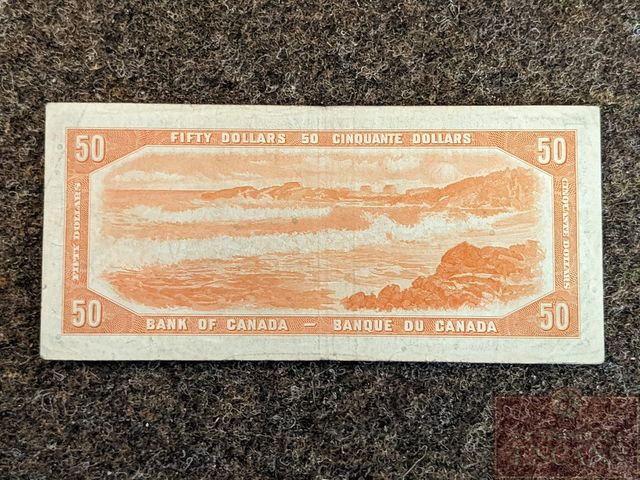 FIFTY DOLLARS 50 CINQUANTE DOLLARS
50
50
FIFTY DOLLARS
CINQUANTE DOLLARS
50
50
BANK OF CANADA — BANQUE DU CANADA